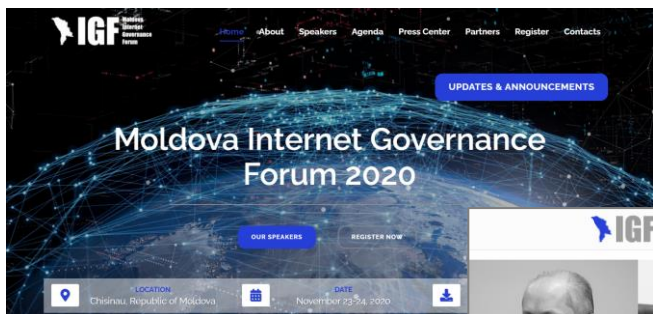 IGF
Moldova
Internet
Governance
Forum
Home About Speakers Agenda Press Center Partners Register Contacts
UPDATES & ANNOUNCEMENTS
Moldova Internet Governance
Forum 2020
OUR SPEAKERS REGISTER NOW
IGF
LOCATION
Chisinau, Republic of Moldova
DATE
November 23-24, 2020